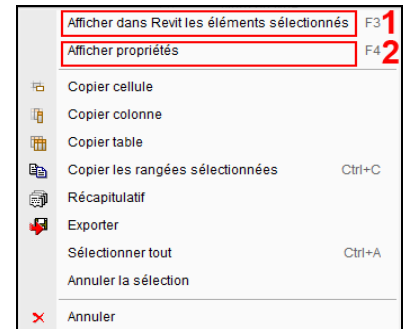 Afficher dans Revit les éléments sélectionnés F3 1
Afficher propriétés F4 2
Copier cellule
Copier colonne
Copier table
Copier les rangées sélectionnées Ctrl+C
Récapitulatif
Exporter
Sélectionner tout Ctrl+A
Annuler la sélection
Annuler